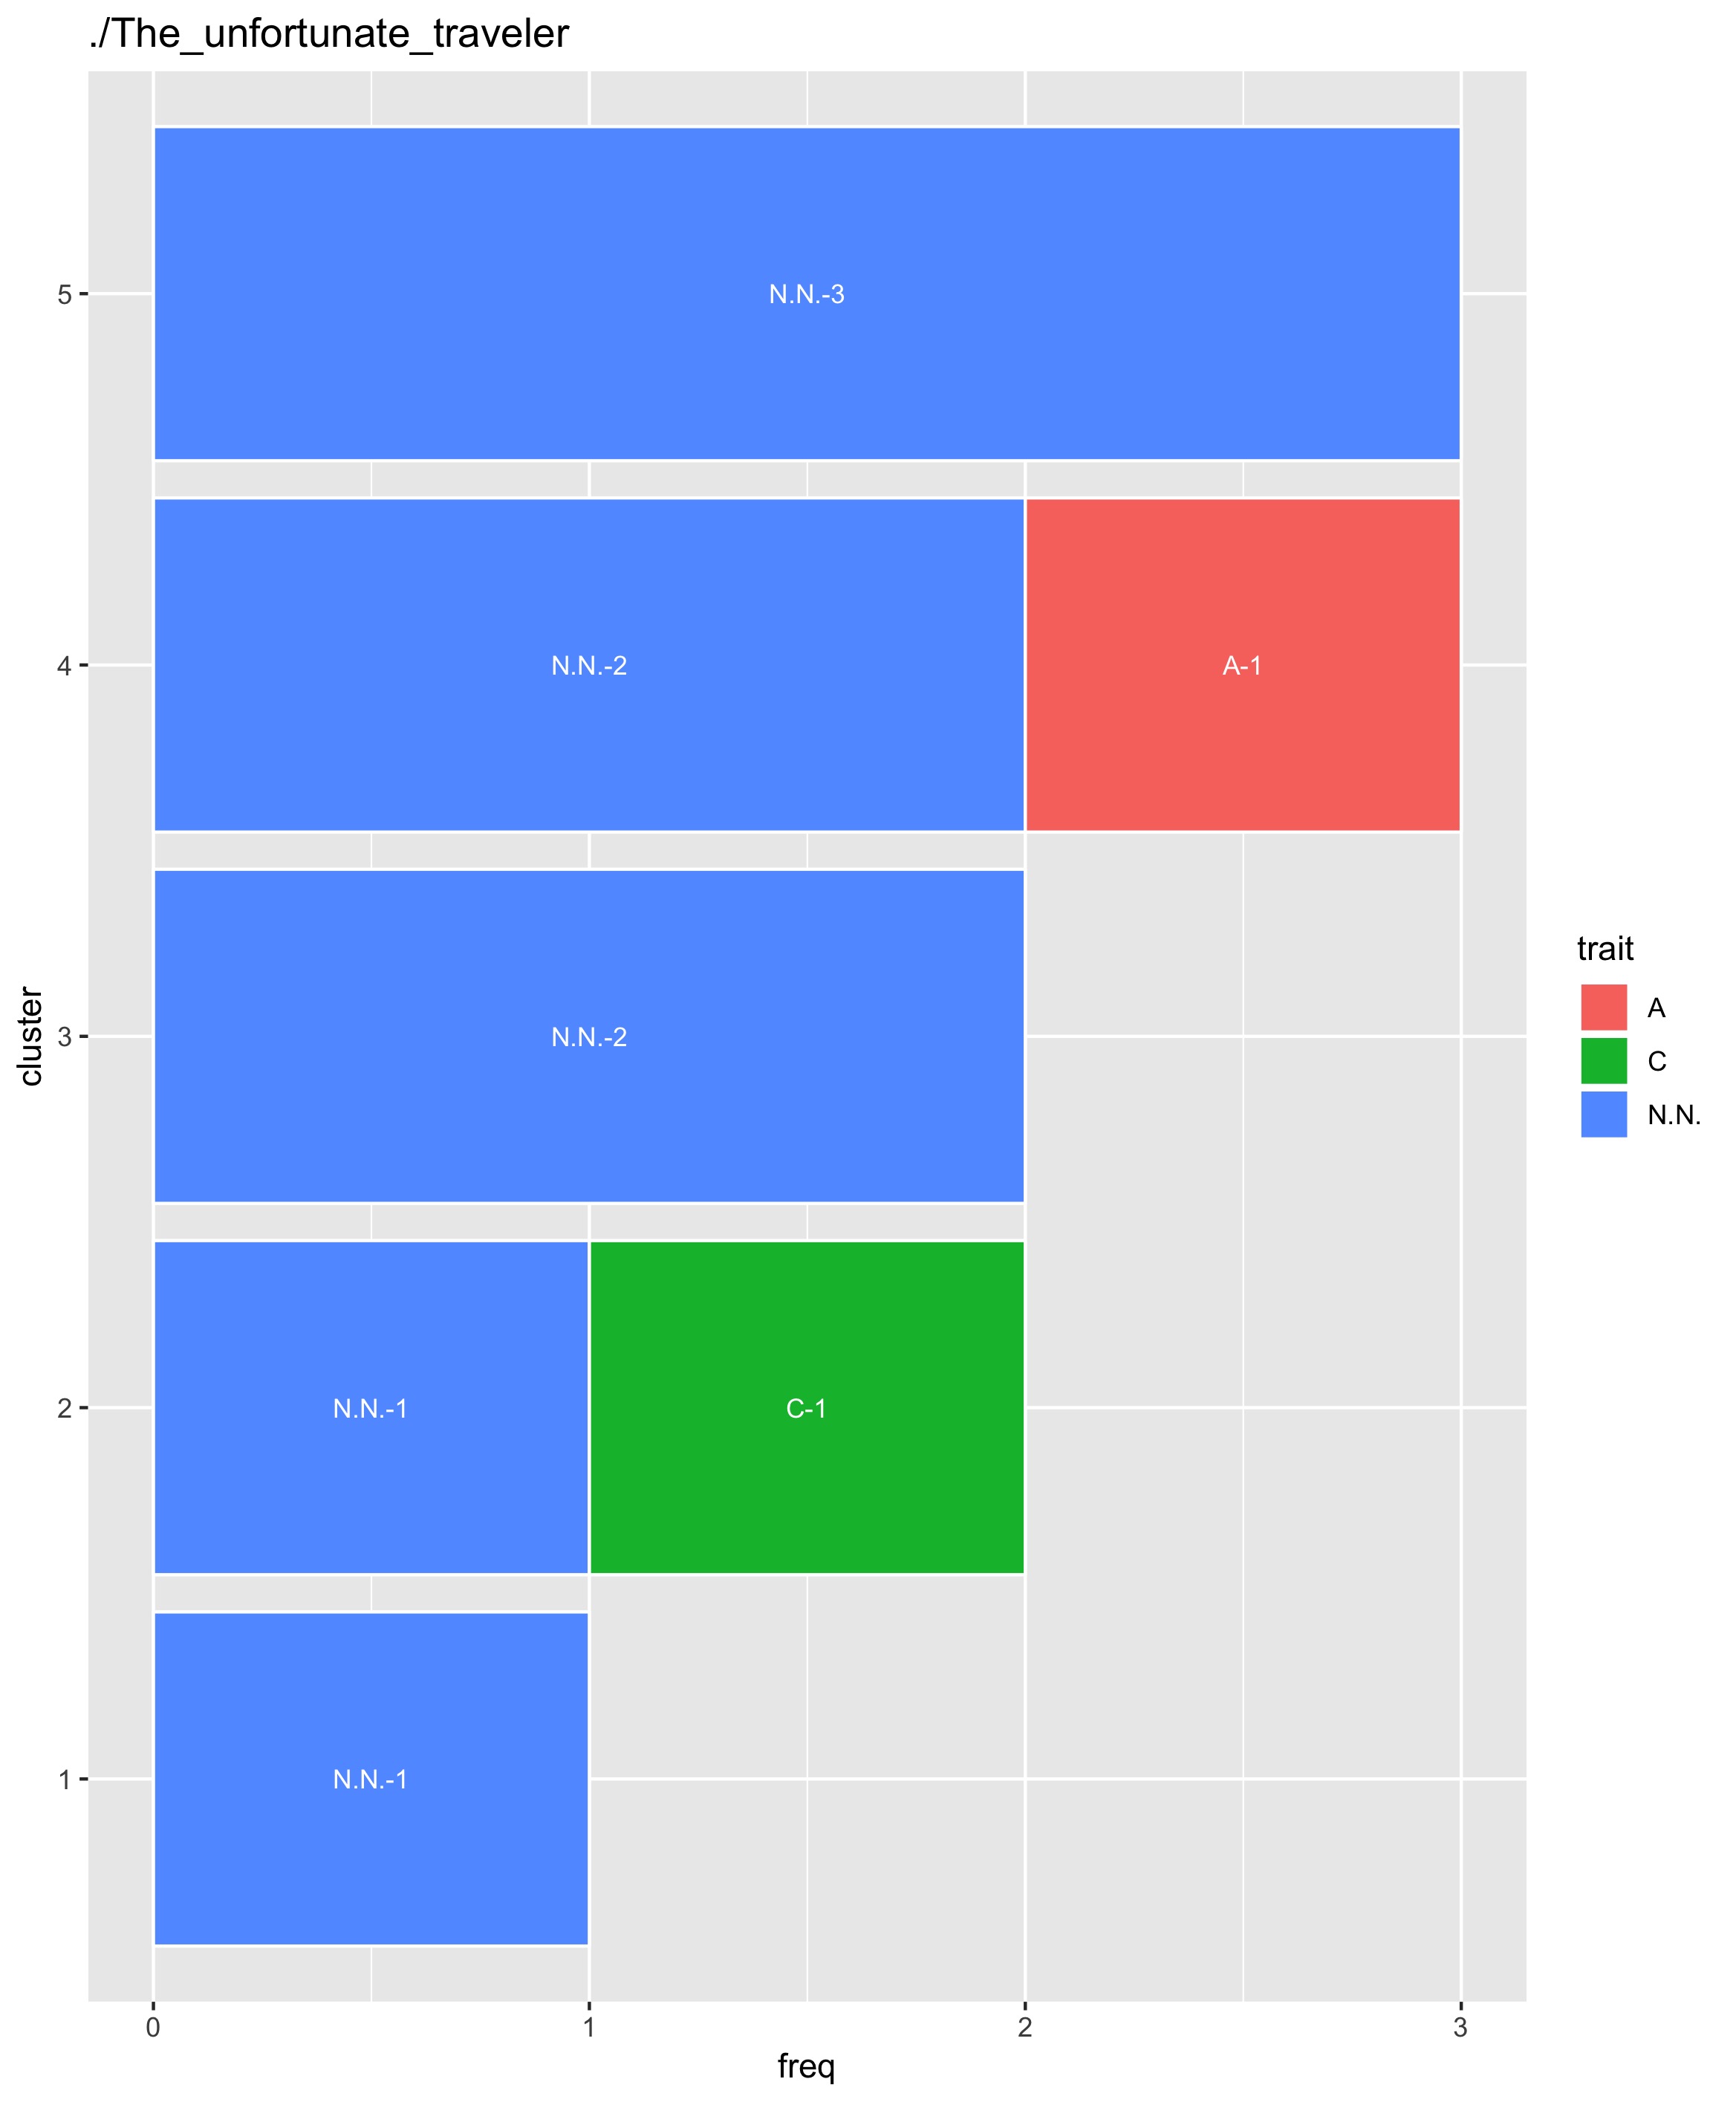 ./The_unfortunate_traveler
5
N.N.-3
4
N.N.-2
A-1
3
N.N.-2
2
N.N.-1
C-1
1
N.N.-1
cluster
0
1
2
3
freq
trait
A
C
N.N.